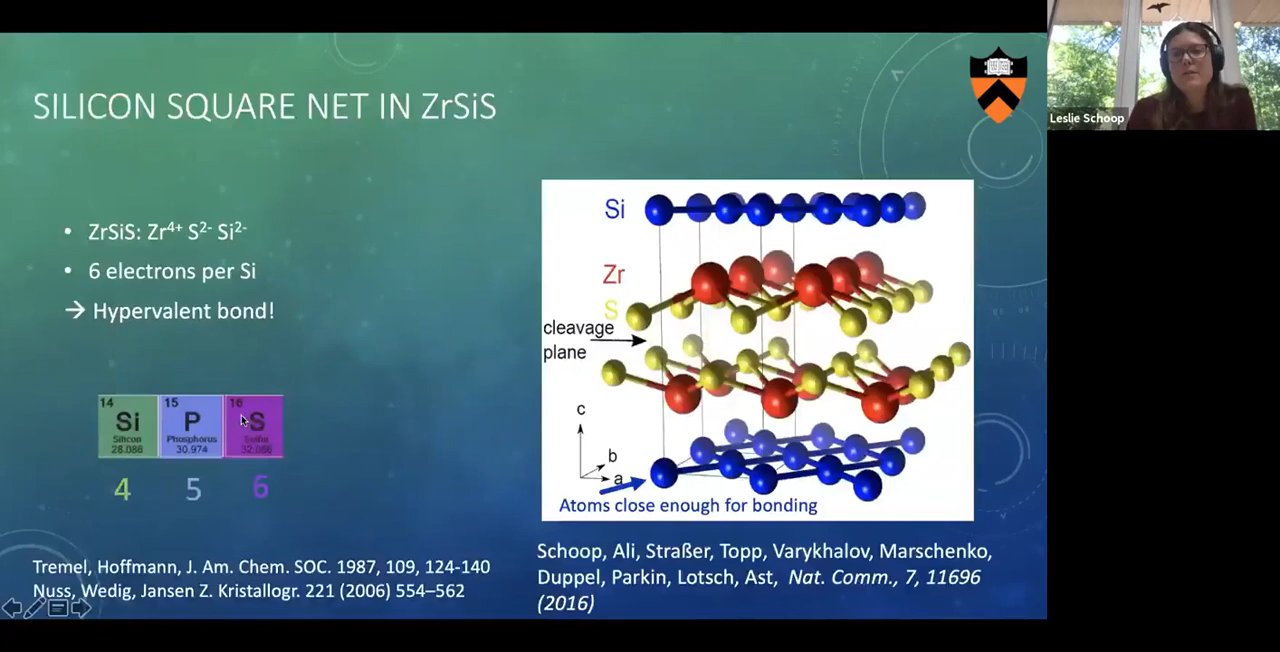 SILICON SQUARE NET IN ZrSiS
Leslie Schoop
• ZrSiS: Zr⁴⁺ S²⁻ Si²⁻
• 6 electrons per Si
→ Hypervalent bond!
14
Si
Silicon
28.086
15
P
Phosphorus
30.974
16
S
Sulfur
32.066
4 5 6
Si
Zr
S
cleavage
plane
c
b
a
Atoms close enough for bonding
Tremel, Hoffmann, J. Am. Chem. SOC. 1987, 109, 124-140
Nuss, Wedig, Jansen Z. Kristallogr. 221 (2006) 554–562
Schoop, Ali, Straßer, Topp, Varykhalov, Marschenko,
Duppel, Parkin, Lotsch, Ast, Nat. Comm., 7, 11696
(2016)